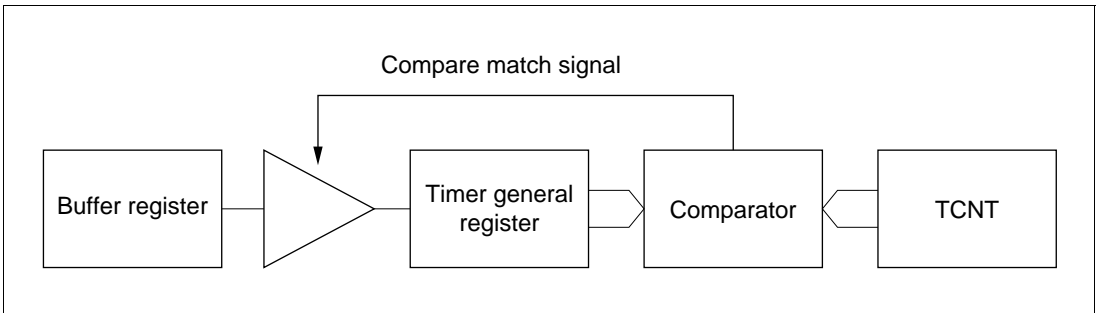 Compare match signal
Buffer register
Timer general
register
Comparator
TCNT